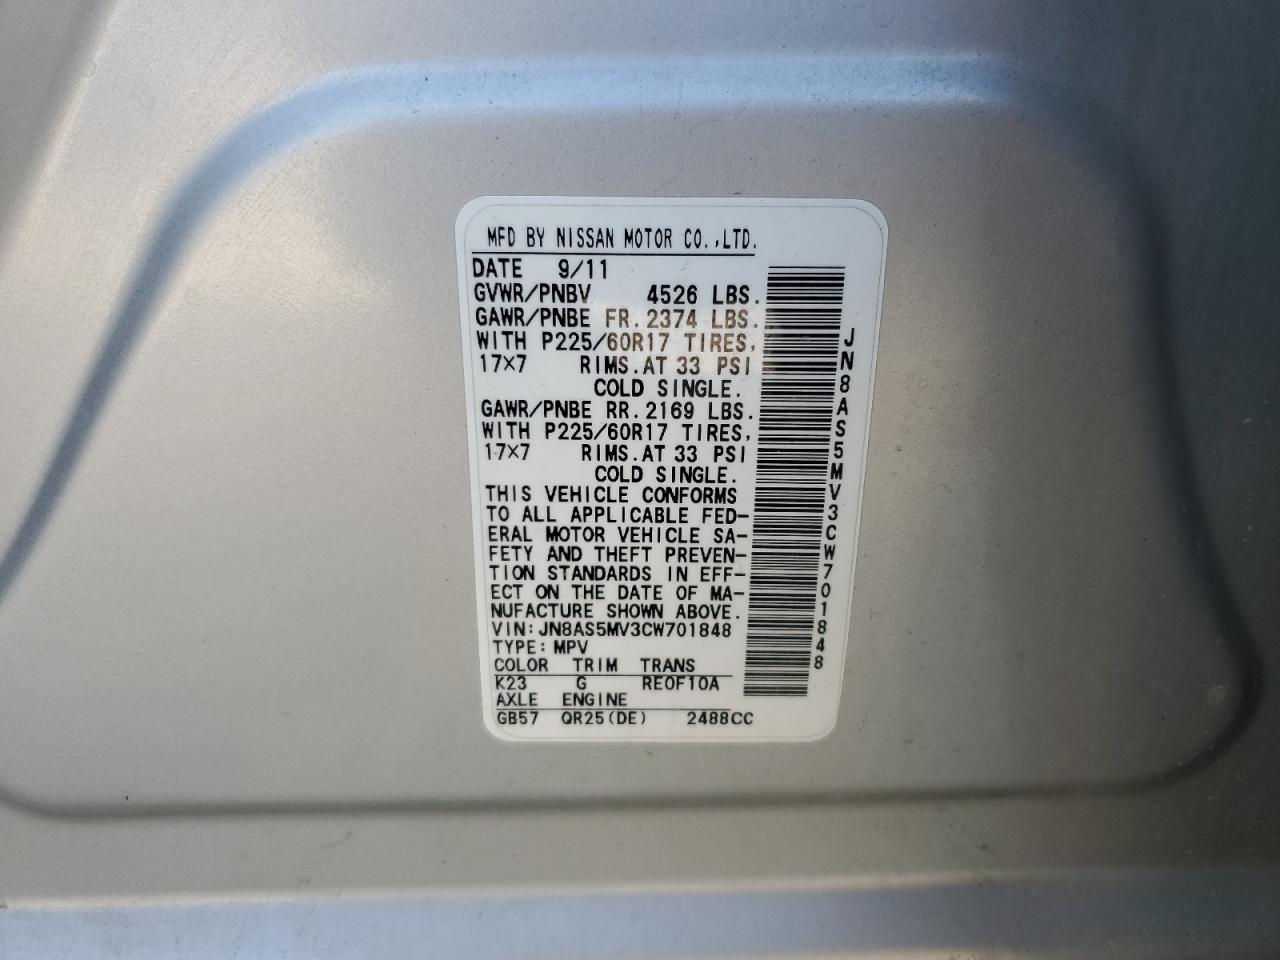 MFD BY NISSAN MOTOR CO.,LTD.
DATE 9/11
GVWR/PNBV 4526 LBS.
GAWR/PNBE FR.2374 LBS.
WITH P225/60R17 TIRES,
17×7 RIMS.AT 33 PSI
COLD SINGLE.
GAWR/PNBE RR.2169 LBS.
WITH P225/60R17 TIRES,
17×7 RIMS.AT 33 PSI
COLD SINGLE.
THIS VEHICLE CONFORMS
TO ALL APPLICABLE FED-
ERAL MOTOR VEHICLE SA-
FETY AND THEFT PREVEN-
TION STANDARDS IN EFF-
ECT ON THE DATE OF MA-
NUFACTURE SHOWN ABOVE.
VIN:JN8AS5MV3CW701848
TYPE:MPV
COLOR TRIM TRANS
K23 G RE0F10A
AXLE ENGINE
GB57 QR25(DE) 2488CC
JN8AS5MV3CW701848